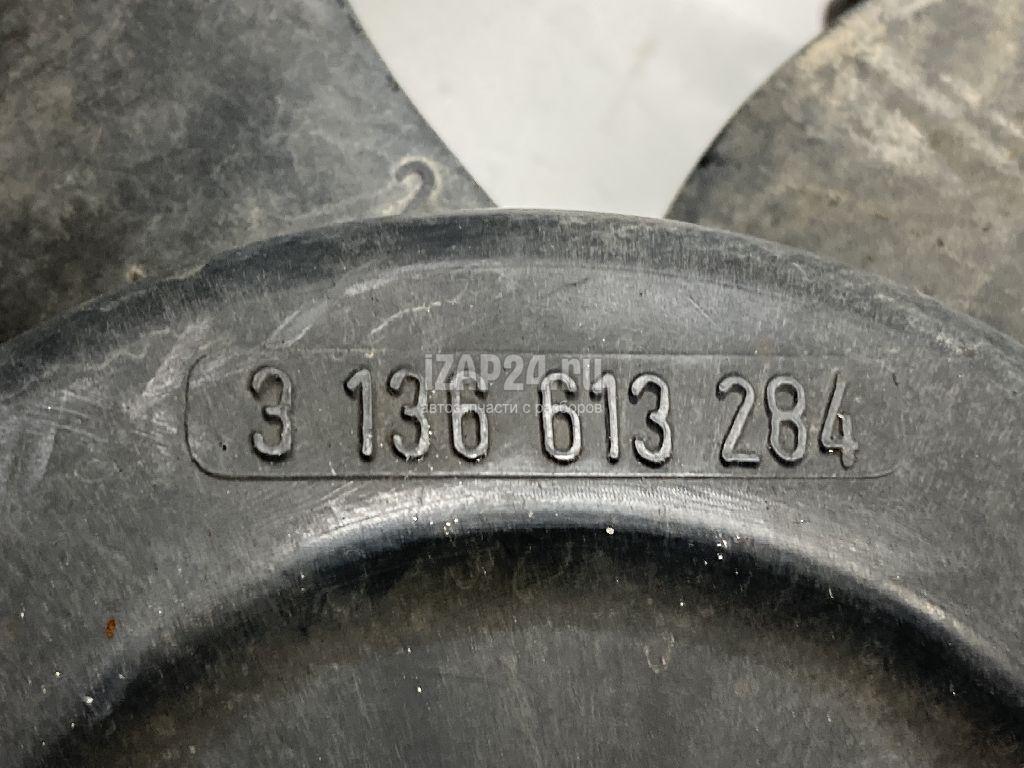 iZAP24.ru
автозапчасти с разборов
3 136 613 284